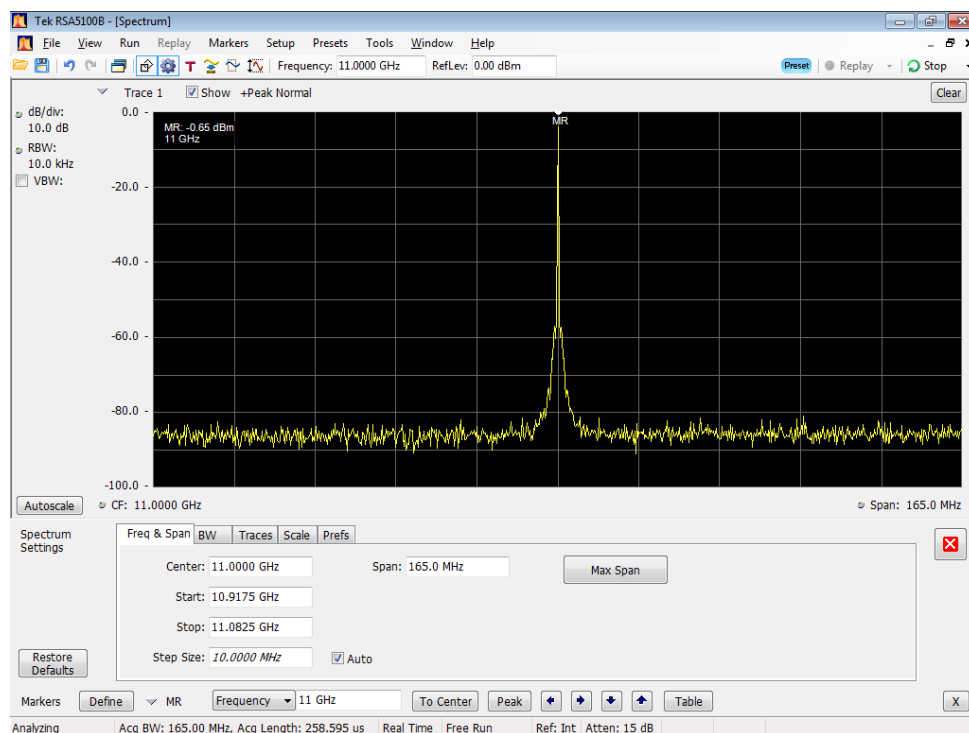 Tek RSA5100B - [Spectrum]
File View Run Replay Markers Setup Presets Tools Window Help
T Frequency: 11.0000 GHz RefLev: 0.00 dBm Preset Replay Stop
Trace 1 Show +Peak Normal Clear
dB/div:
10.0 dB
RBW:
10.0 kHz
VBW:
0.0
-20.0
-40.0
-60.0
-80.0
-100.0
MR: -0.65 dBm
11 GHz
MR
Autoscale CF: 11.0000 GHz Span: 165.0 MHz
Spectrum
Settings
Freq & Span BW Traces Scale Prefs
Center: 11.0000 GHz Span: 165.0 MHz Max Span
Start: 10.9175 GHz
Stop: 11.0825 GHz
Step Size: 10.0000 MHz Auto
Restore
Defaults
Markers Define MR Frequency 11 GHz To Center Peak Table X
Analyzing Acq BW: 165.00 MHz, Acq Length: 258.595 us Real Time Free Run Ref: Int Atten: 15 dB